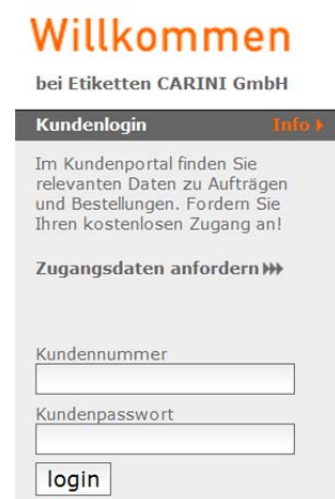 Willkommen
bei Etiketten CARINI GmbH
Kundenlogin Info
Im Kundenportal finden Sie
relevanten Daten zu Aufträgen
und Bestellungen. Fordern Sie
Ihren kostenlosen Zugang an!
Zugangsdaten anfordern
Kundennummer
Kundenpasswort
login